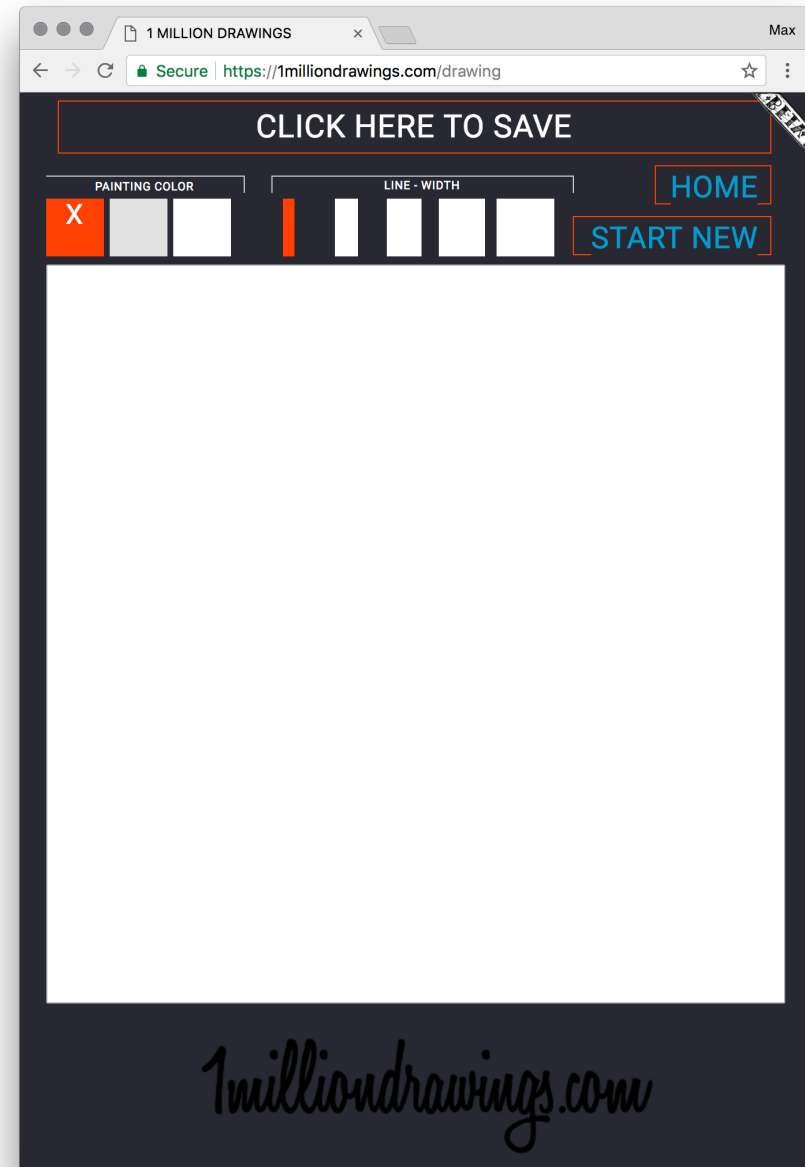 1 MILLION DRAWINGS
Max
Secure https://1milliondrawings.com/drawing
BETA
CLICK HERE TO SAVE
PAINTING COLOR
LINE - WIDTH
HOME
X
START NEW
1milliondrawings.com